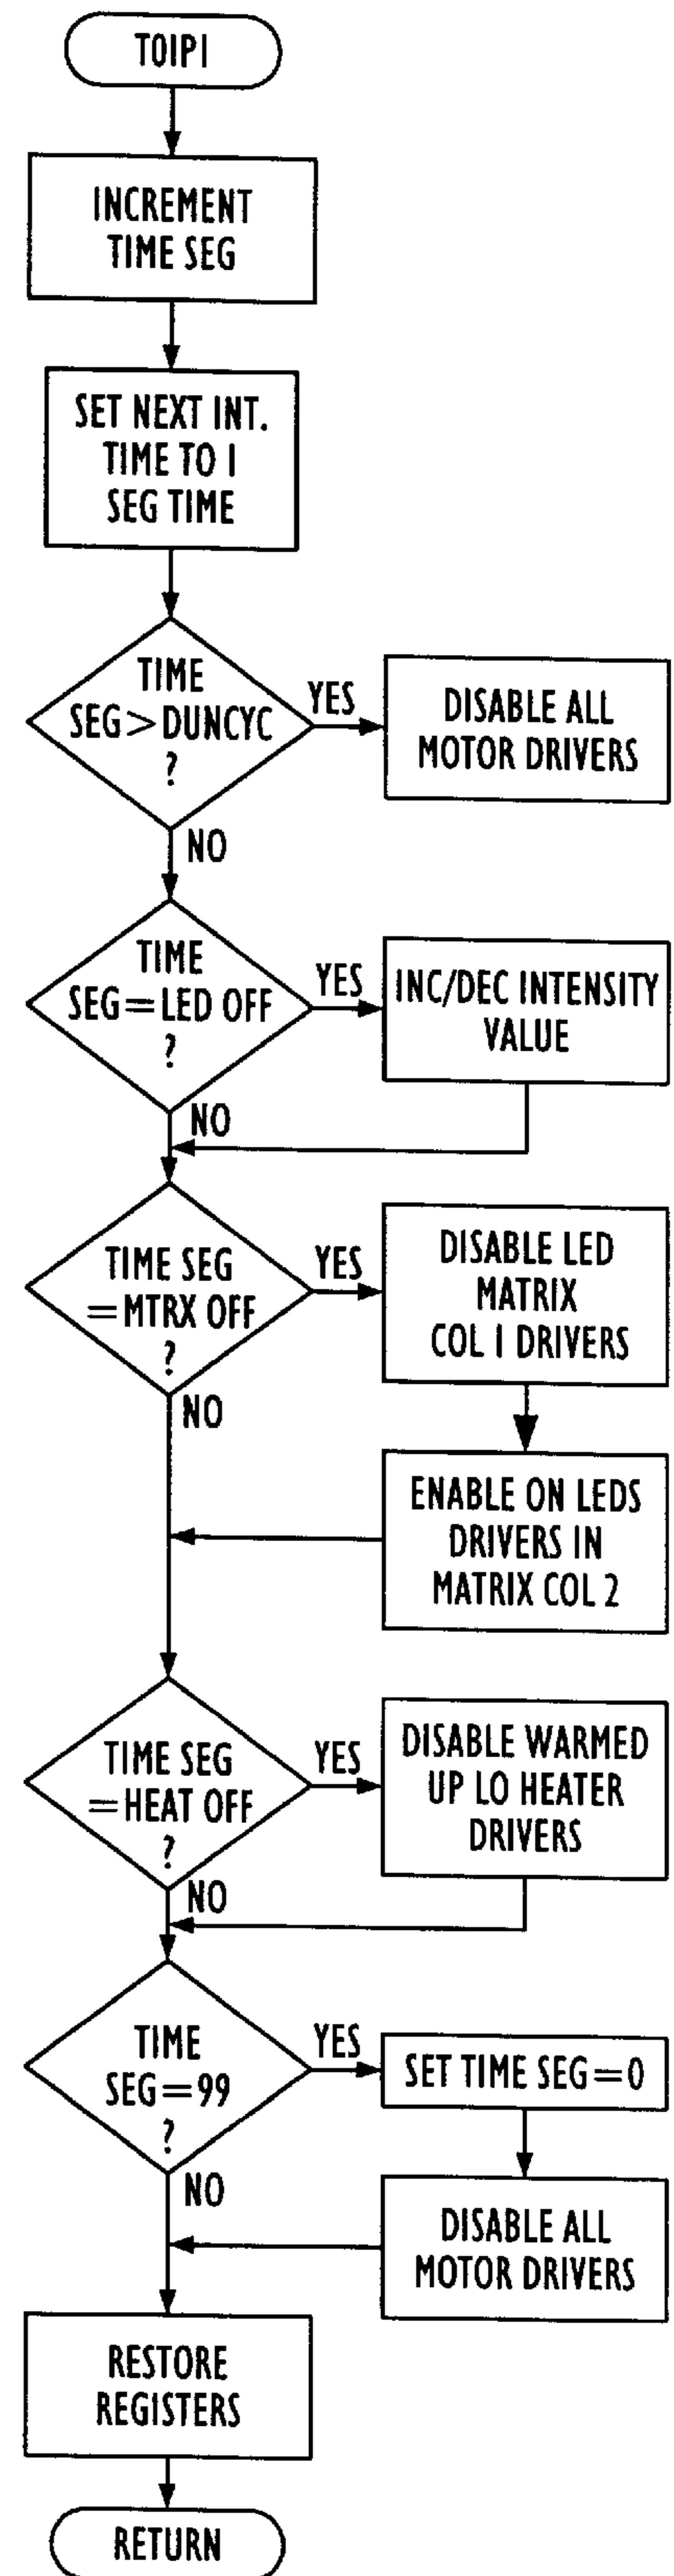 TOIPI
INCREMENT
TIME SEG
SET NEXT INT.
TIME TO 1
SEG TIME
TIME
SEG>DUNCYC
?
YES
DISABLE ALL
MOTOR DRIVERS
NO
TIME
SEG=LED OFF
?
YES
INC/DEC INTENSITY
VALUE
NO
TIME SEG
=MTRX OFF
?
YES
DISABLE LED
MATRIX
COL 1 DRIVERS
NO
ENABLE ON LEDS
DRIVERS IN
MATRIX COL 2
TIME SEG
=HEAT OFF
?
YES
DISABLE WARMED
UP LO HEATER
DRIVERS
NO
TIME
SEG=99
?
YES
SET TIME SEG=0
NO
DISABLE ALL
MOTOR DRIVERS
RESTORE
REGISTERS
RETURN